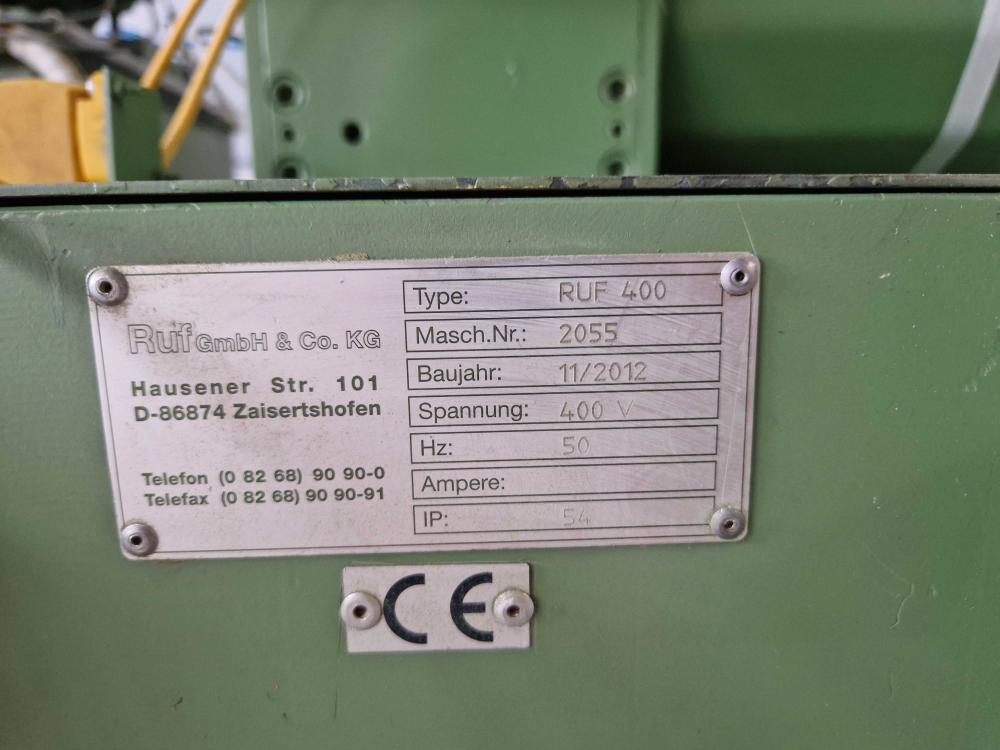 Ruf GmbH & Co. KG
Hausener Str. 101
D-86874 Zaisertshofen
Telefon (0 82 68) 90 90-0
Telefax (0 82 68) 90 90-91
Type: RUF 400
Masch.Nr.: 2055
Baujahr: 11/2012
Spannung: 400 V
Hz: 50
Ampere:
IP: 54
CE